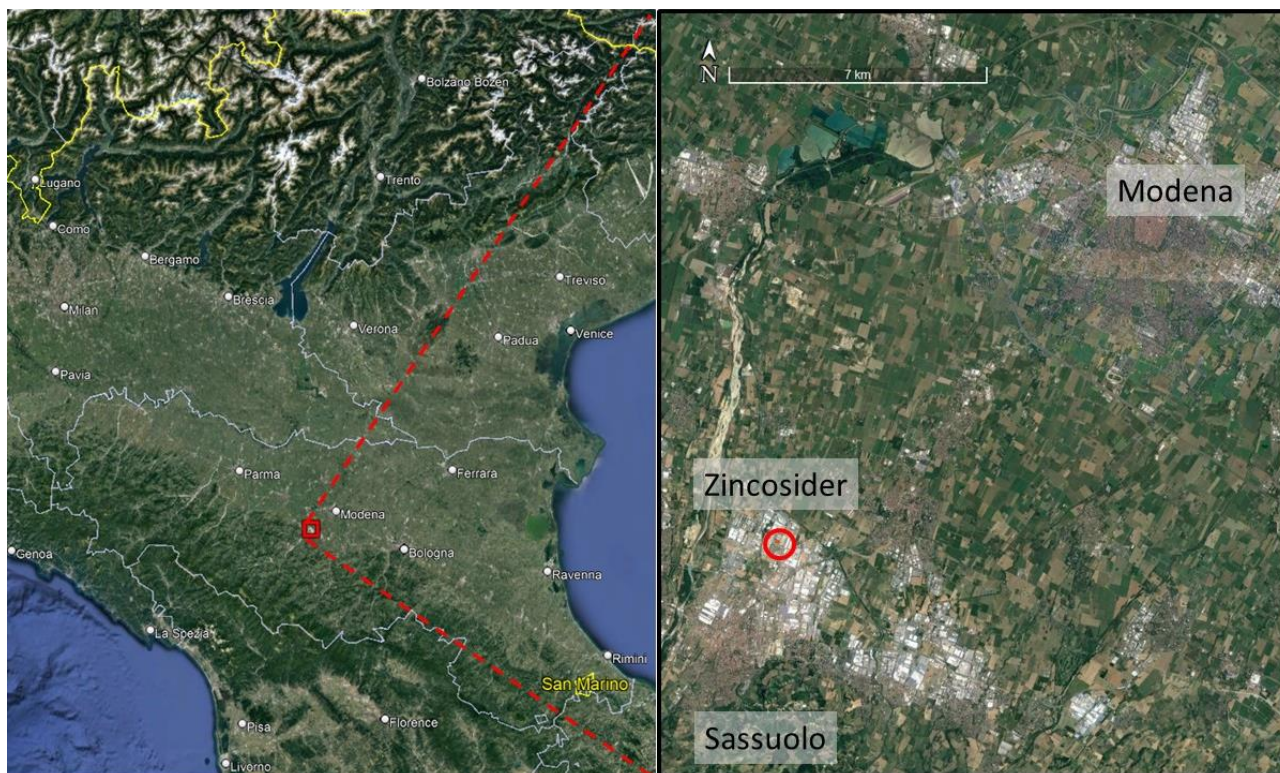 Bolzano Bozen
Lugano
Trento
Como
Bergamo
Treviso
Brescia
Milan
Verona
Venice
Padua
Pavia
Parma
Ferrara
Modena
Genoa
Bologna
Ravenna
La Spezia
Rimini
San Marino
Pisa
Florence
Livorno
N
7 km
Modena
Zincosider
Sassuolo